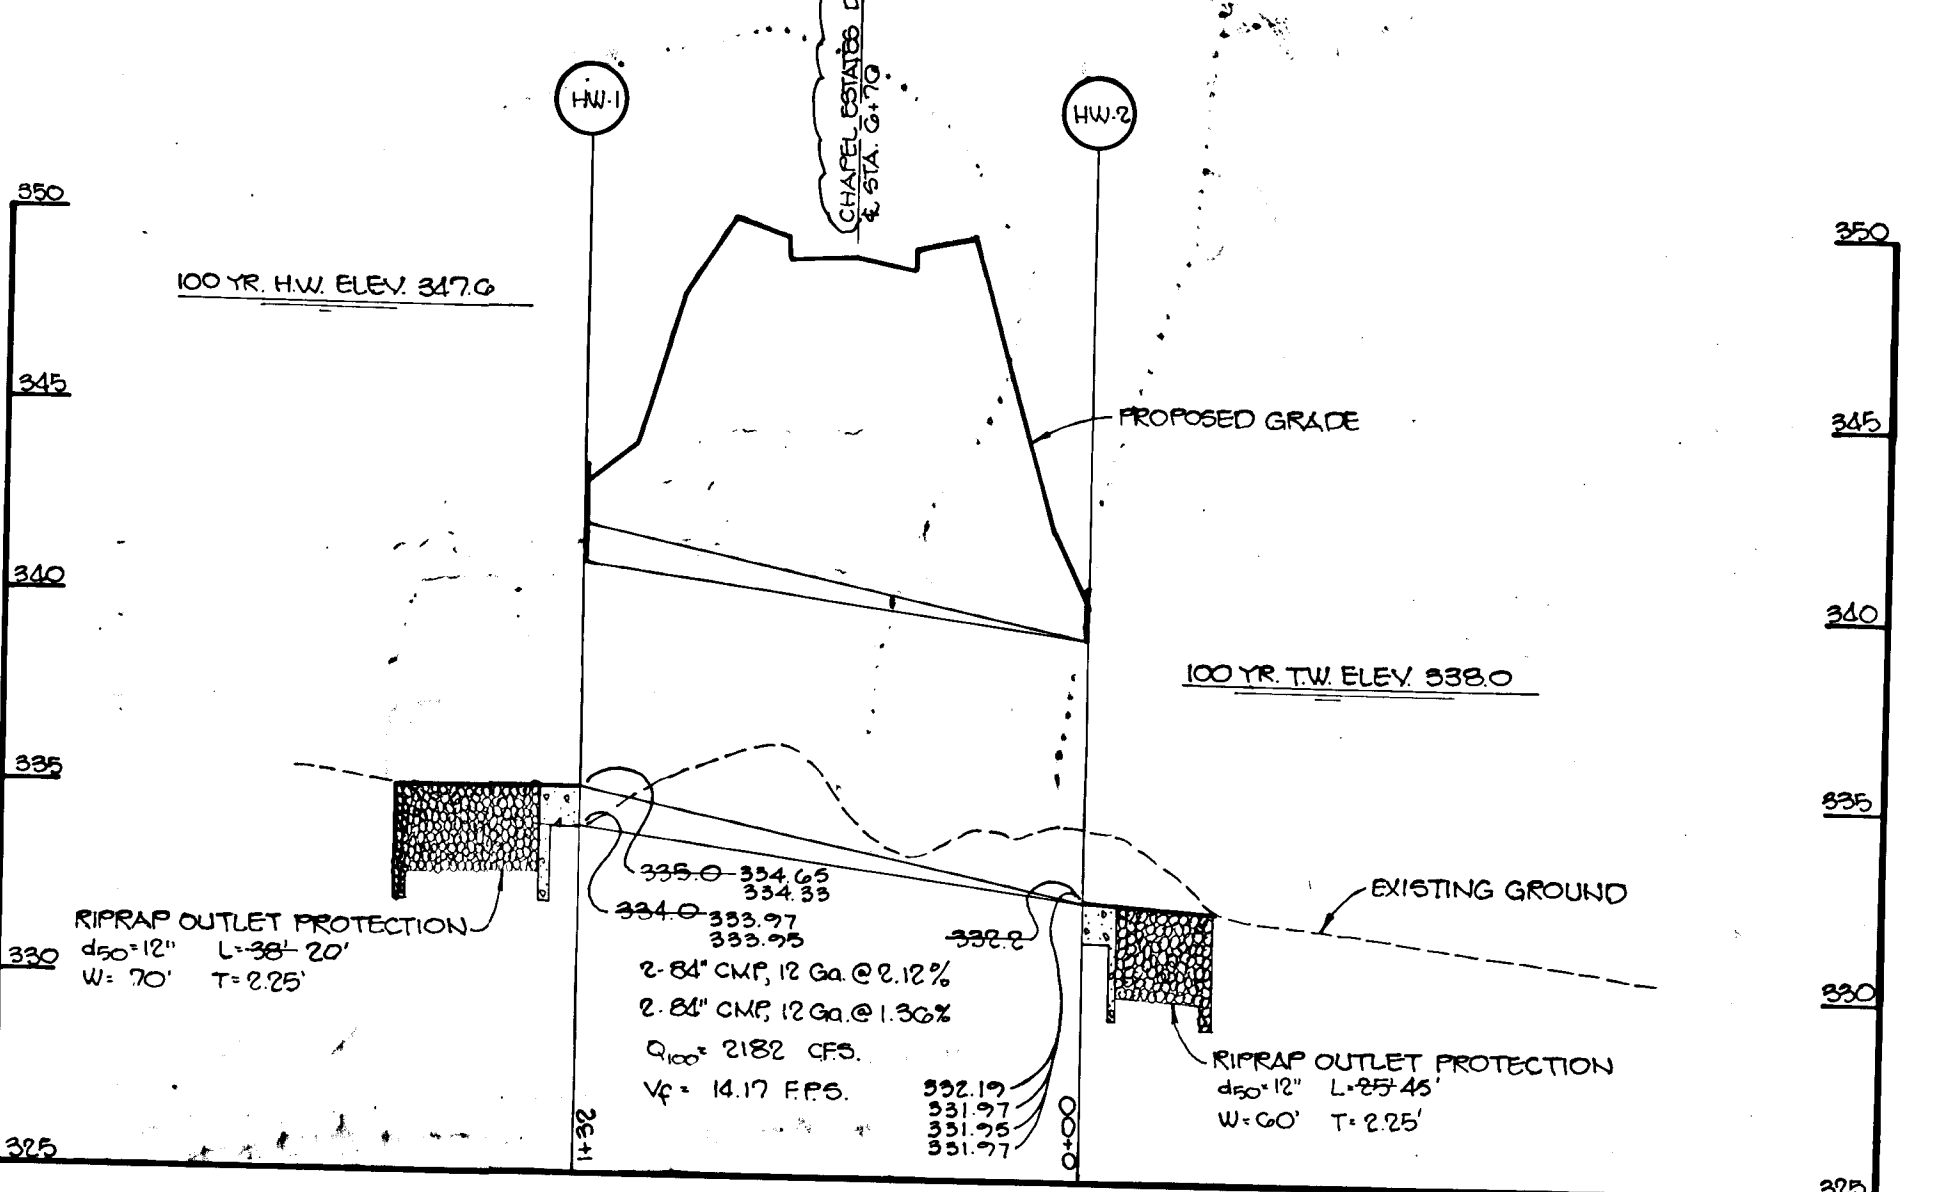 HW-1
HW-2
CHAPEL ESTATES
℄ STA. 6+70
350
345
340
335
330
325
100 YR. H.W. ELEV. 347.6
350
345
340
335
330
325
PROPOSED GRADE
100 YR. T.W. ELEV. 338.0
EXISTING GROUND
335.0 334.65
334.33
334.0 333.97
333.95
332.2
RIPRAP OUTLET PROTECTION
d50=12" L=38' 20'
W= 70' T=2.25'
2-84" CMP, 12 Ga. @ 2.12%
2-84" CMP, 12 Ga. @ 1.36%
Q100= 2182 CFS.
Vf= 14.17 F.P.S.
332.19
331.97
331.95
331.97
1+32
0+00
RIPRAP OUTLET PROTECTION
d50=12" L=25' 45'
W=60' T=2.25'